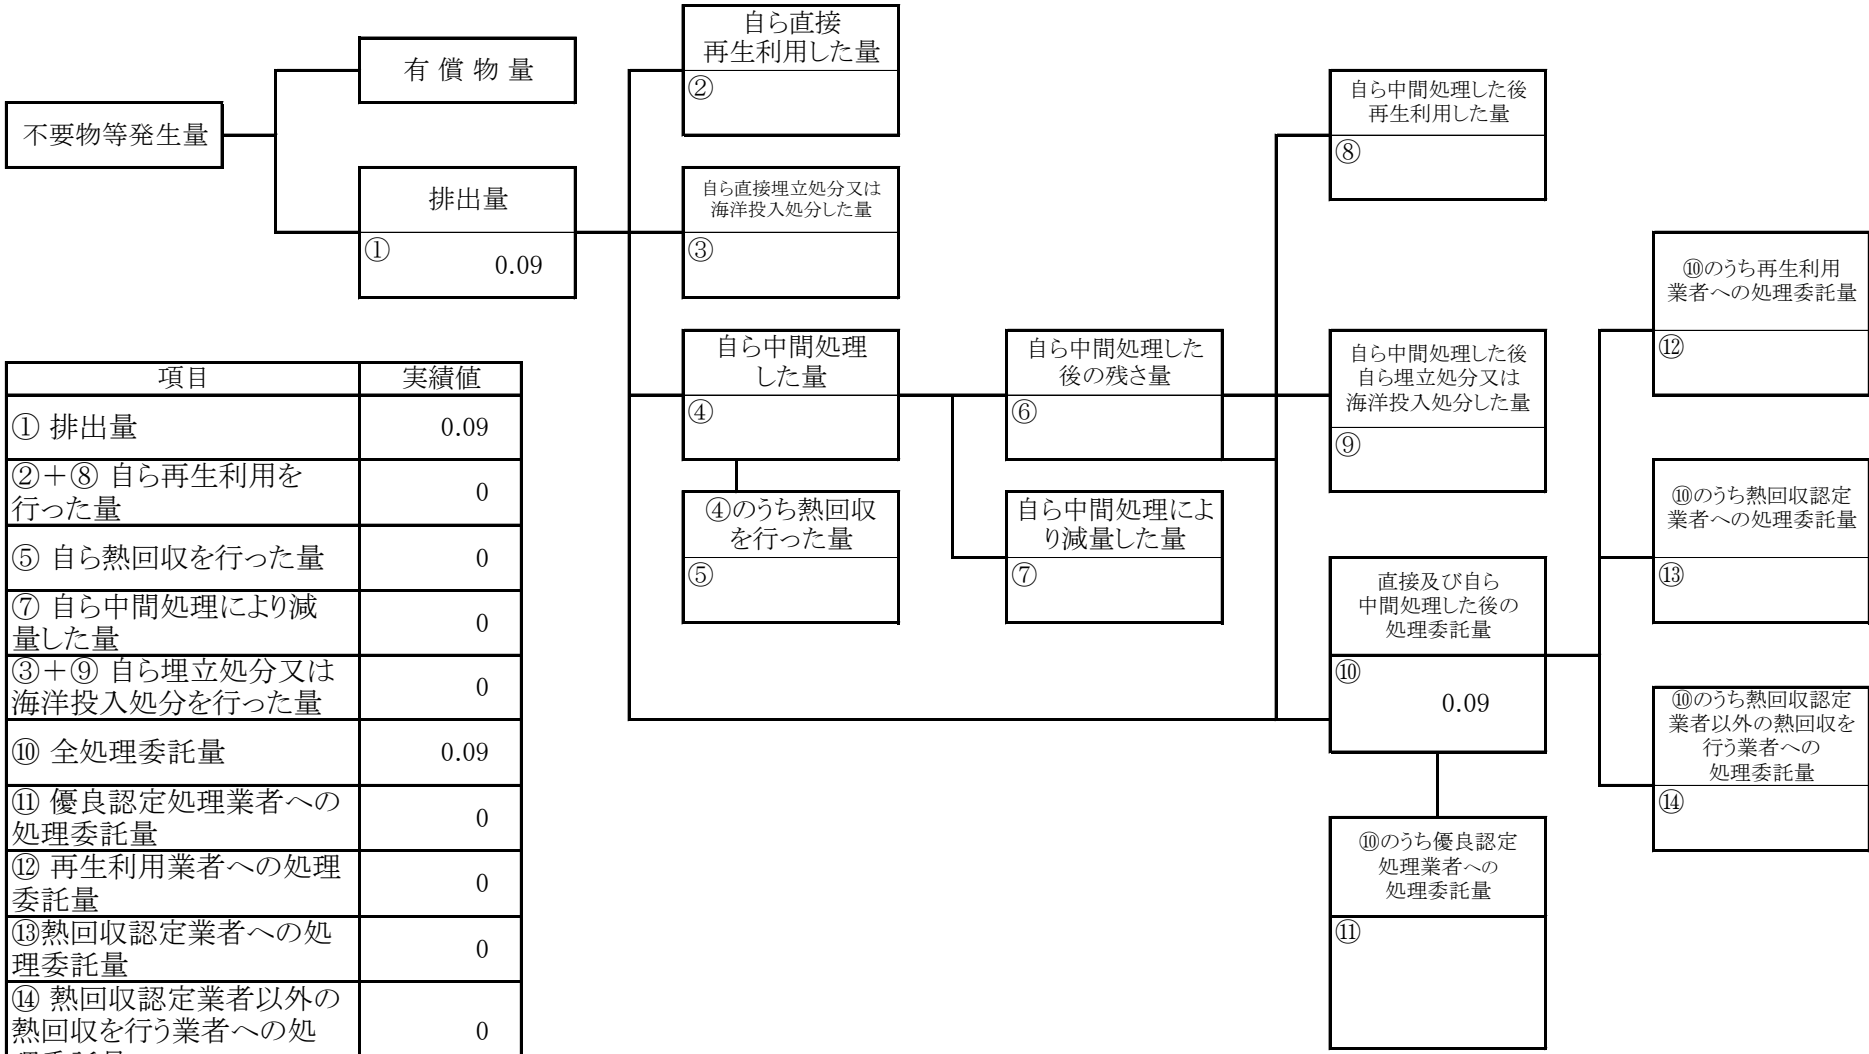 不要物等発生量
有償物量
排出量
①
0.09
自ら直接
再生利用した量
②
自ら直接埋立処分又は
海洋投入処分した量
③
自ら中間処理
した量
④
④のうち熱回収
を行った量
⑤
自ら中間処理した
後の残さ量
⑥
自ら中間処理によ
り減量した量
⑦
自ら中間処理した後
再生利用した量
⑧
自ら中間処理した後
自ら埋立処分又は
海洋投入処分した量
⑨
直接及び自ら
中間処理した後の
処理委託量
⑩
0.09
⑩のうち優良認定
処理業者への
処理委託量
⑪
⑩のうち再生利用
業者への処理委託量
⑫
⑩のうち熱回収認定
業者への処理委託量
⑬
⑩のうち熱回収認定
業者以外の熱回収を
行う業者への
処理委託量
⑭
項目 実績値
① 排出量 0.09
②＋⑧ 自ら再生利用を
行った量 0
⑤ 自ら熱回収を行った量 0
⑦ 自ら中間処理により減
量した量 0
③＋⑨ 自ら埋立処分又は
海洋投入処分を行った量 0
⑩ 全処理委託量 0.09
⑪ 優良認定処理業者への
処理委託量 0
⑫ 再生利用業者への処理
委託量 0
⑬熱回収認定業者への処
理委託量 0
⑭ 熱回収認定業者以外の
熱回収を行う業者への処 0